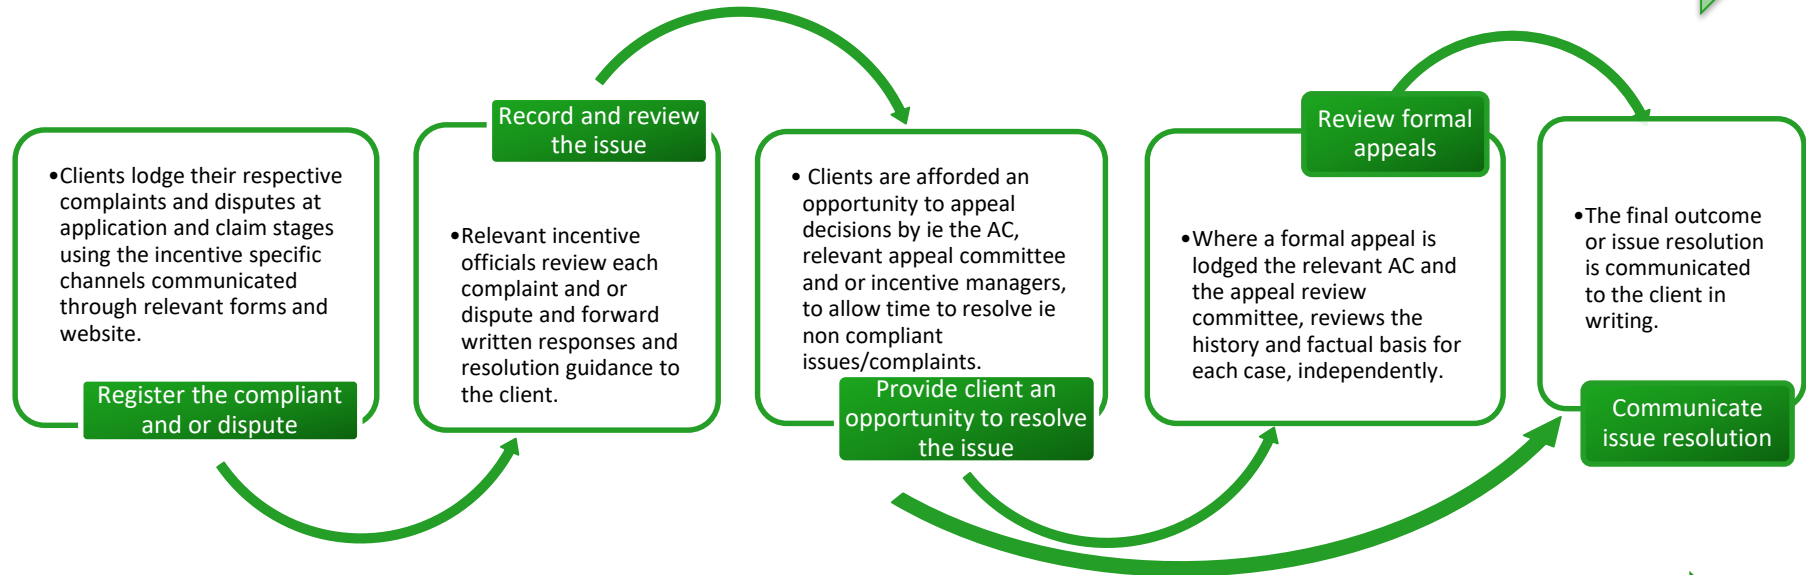 •Clients lodge their respective
complaints and disputes at
application and claim stages
using the incentive specific
channels communicated
through relevant forms and
website.
Register the compliant
and or dispute
Record and review
the issue
•Relevant incentive
officials review each
complaint and or
dispute and forward
written responses and
resolution guidance to
the client.
• Clients are afforded an
opportunity to appeal
decisions by ie the AC,
relevant appeal committee
and or incentive managers,
to allow time to resolve ie
non compliant
issues/complaints.
Provide client an
opportunity to resolve
the issue
Review formal
appeals
•Where a formal appeal is
lodged the relevant AC and
the appeal review
committee, reviews the
history and factual basis for
each case, independently.
•The final outcome
or issue resolution
is communicated
to the client in
writing.
Communicate
issue resolution